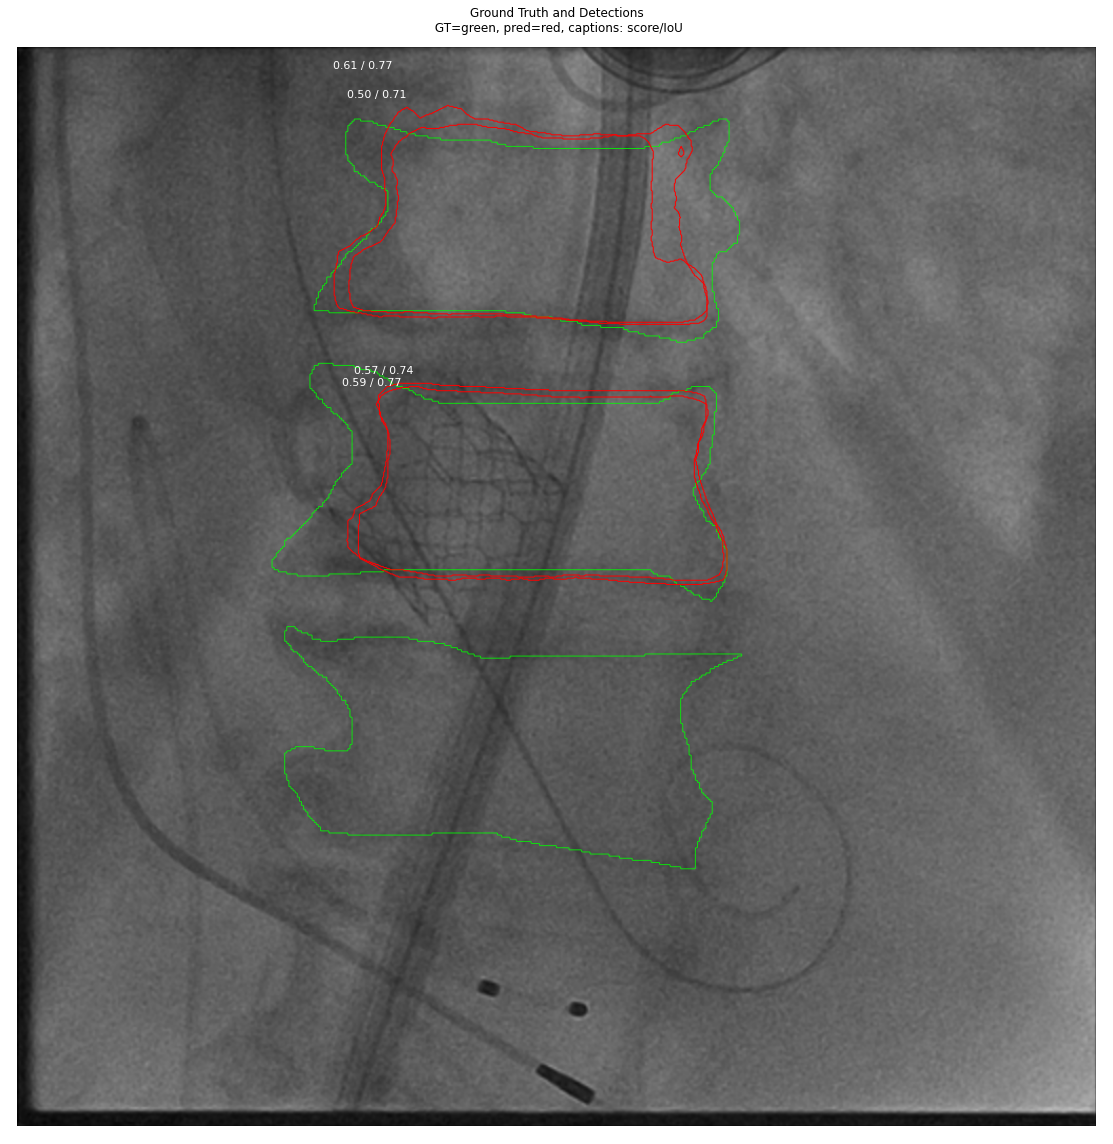 Ground Truth and Detections
GT=green, pred=red, captions: score/IoU
0.61 / 0.77
0.50 / 0.71
0.57 / 0.74
0.59 / 0.77